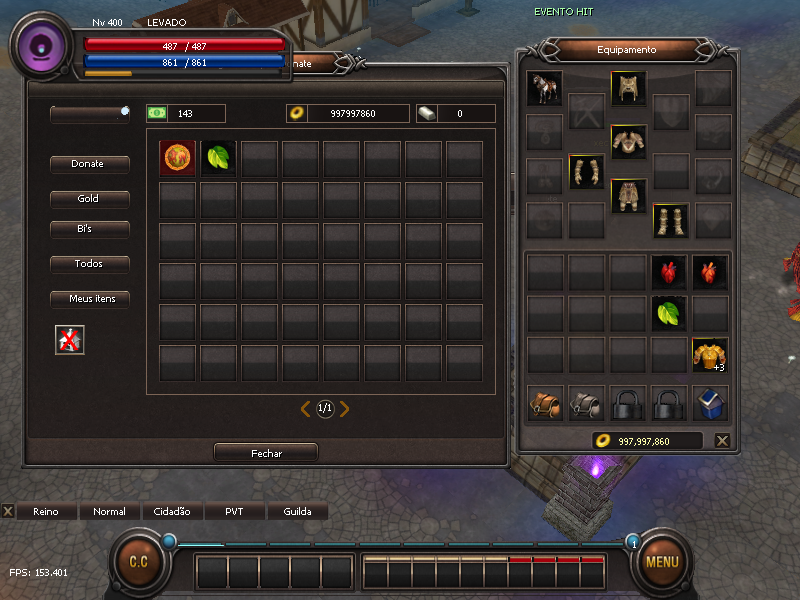 Nv 400 LEVADO
EVENTO HIT
487 / 487
861 / 861
nate
Equipamento
143
997997860
0
Donate
Gold
Bi's
Todos
Meus itens
+3
1/1
997,997,860
Fechar
Reino
Normal
Cidadão
PVT
Guilda
C.C
1
MENU
FPS: 153.401